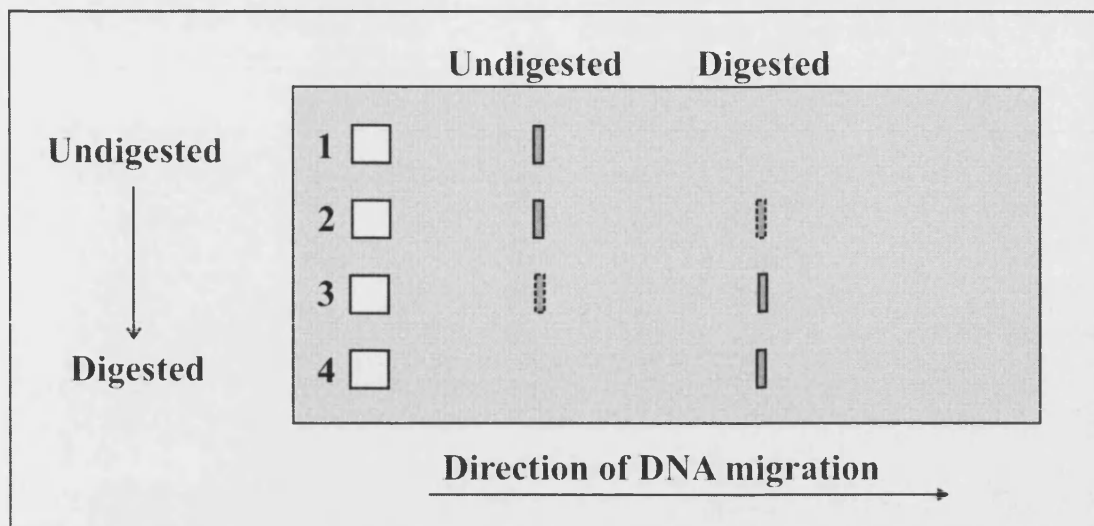 Undigested Digested
Undigested
1
2
3
Digested
4
Direction of DNA migration